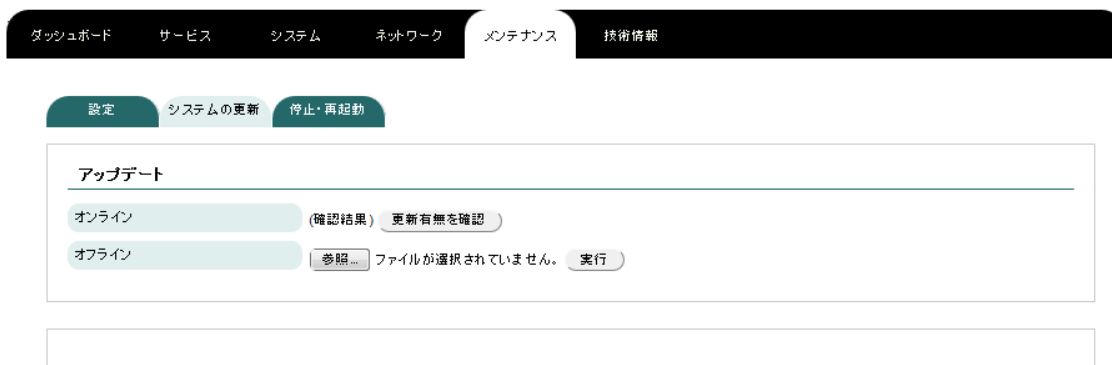 ダッシュボード サービス システム ネットワーク メンテナンス 技術情報
設定 システムの更新 停止・再起動
アップデート
オンライン (確認結果) 更新有無を確認
オフライン 参照... ファイルが選択されていません。 実行